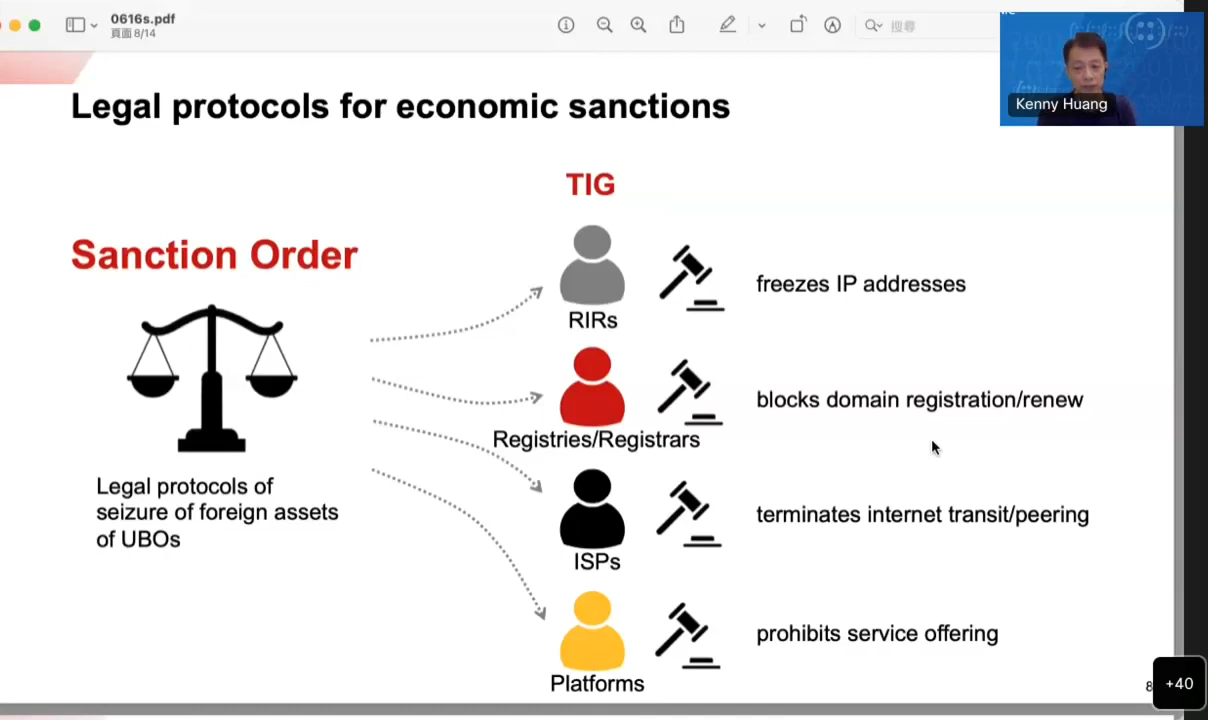 0616s.pdf
頁面 8/14
搜尋
Kenny Huang
Legal protocols for economic sanctions
TIG
Sanction Order
Legal protocols of
seizure of foreign assets
of UBOs
RIRs
freezes IP addresses
Registries/Registrars
blocks domain registration/renew
ISPs
terminates internet transit/peering
Platforms
prohibits service offering
8
+40